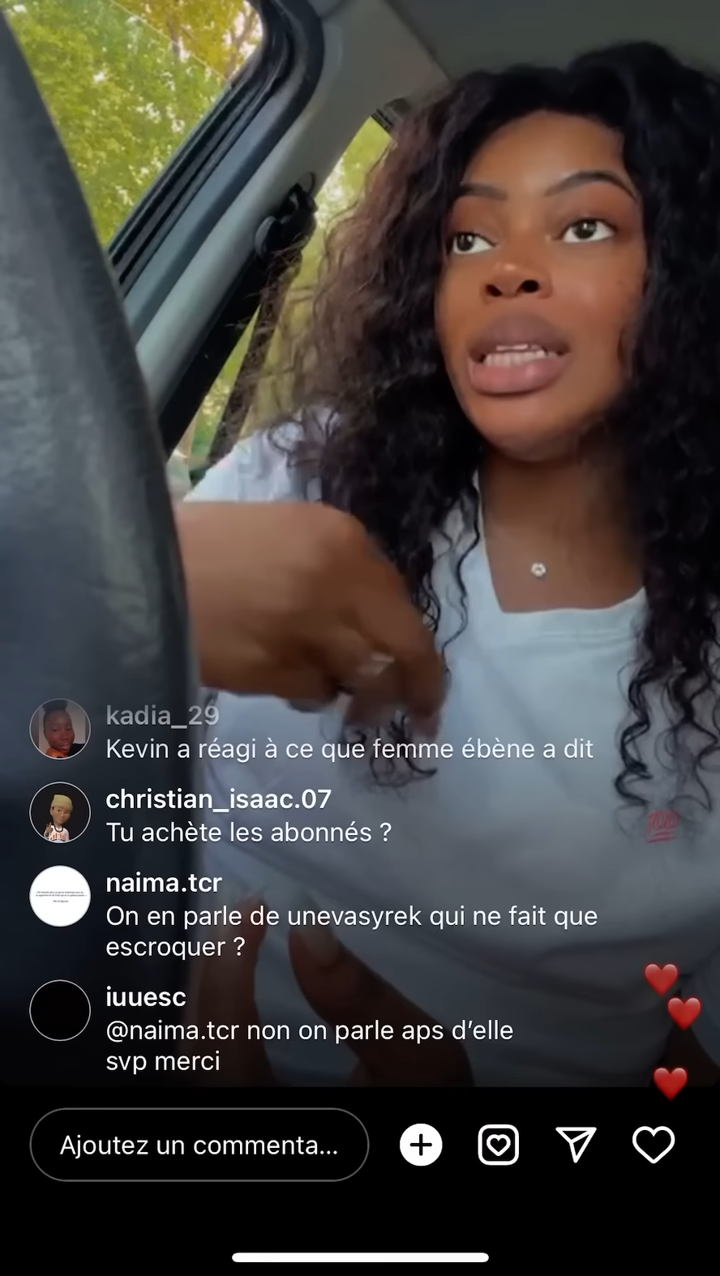 kadia_29
Kevin a réagi à ce que femme ébène a dit
christian_isaac.07
Tu achète les abonnés ?
naima.tcr
On en parle de unevasyrek qui ne fait que
escroquer ?
iuuesc
@naima.tcr non on parle aps d’elle
svp merci
Ajoutez un commenta...